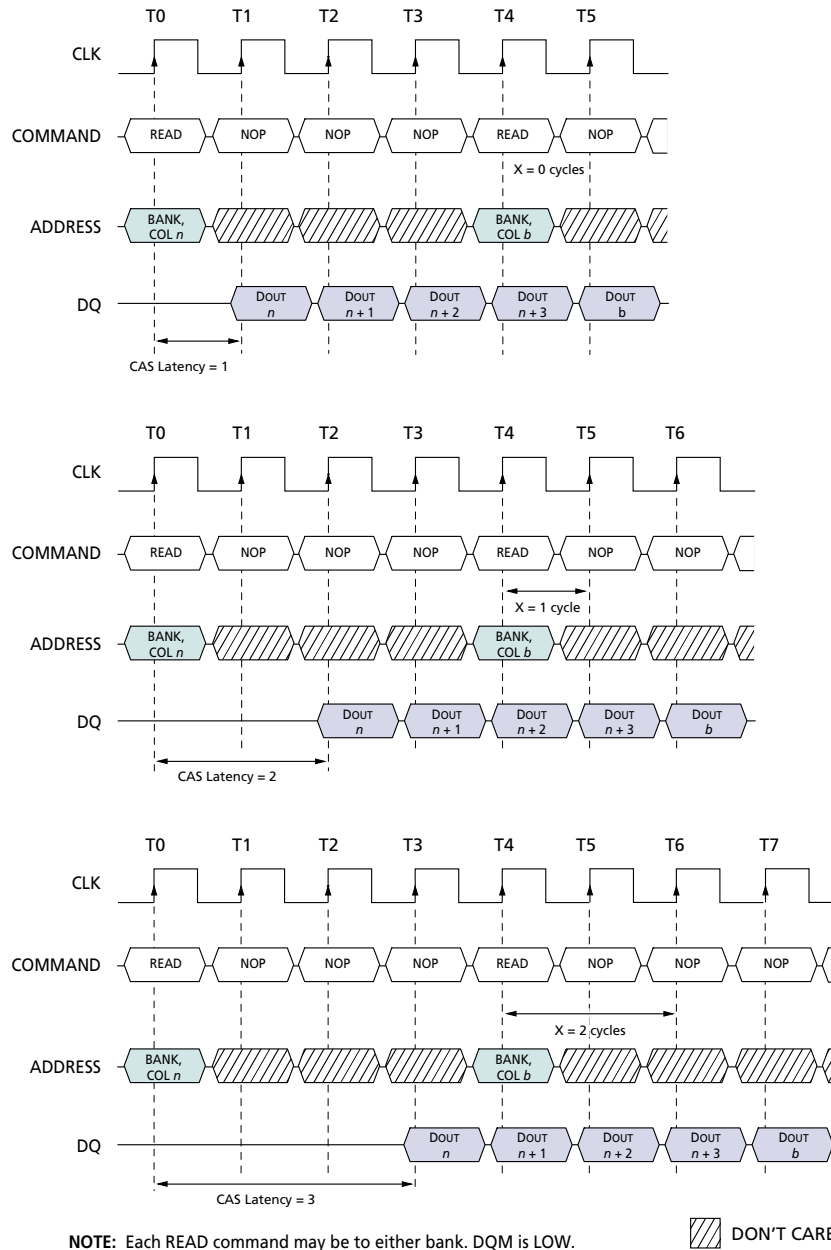 T0 T1 T2 T3 T4 T5
CLK
COMMAND READ NOP NOP NOP READ NOP
X = 0 cycles
ADDRESS BANK, COL n BANK, COL b
DQ DOUT n DOUT n + 1 DOUT n + 2 DOUT n + 3 DOUT b
CAS Latency = 1
T0 T1 T2 T3 T4 T5 T6
CLK
COMMAND READ NOP NOP NOP READ NOP NOP
X = 1 cycle
ADDRESS BANK, COL n BANK, COL b
DQ DOUT n DOUT n + 1 DOUT n + 2 DOUT n + 3 DOUT b
CAS Latency = 2
T0 T1 T2 T3 T4 T5 T6 T7
CLK
COMMAND READ NOP NOP NOP READ NOP NOP NOP
X = 2 cycles
ADDRESS BANK, COL n BANK, COL b
DQ DOUT n DOUT n + 1 DOUT n + 2 DOUT n + 3 DOUT b
CAS Latency = 3
NOTE: Each READ command may be to either bank. DQM is LOW.
DON'T CARE